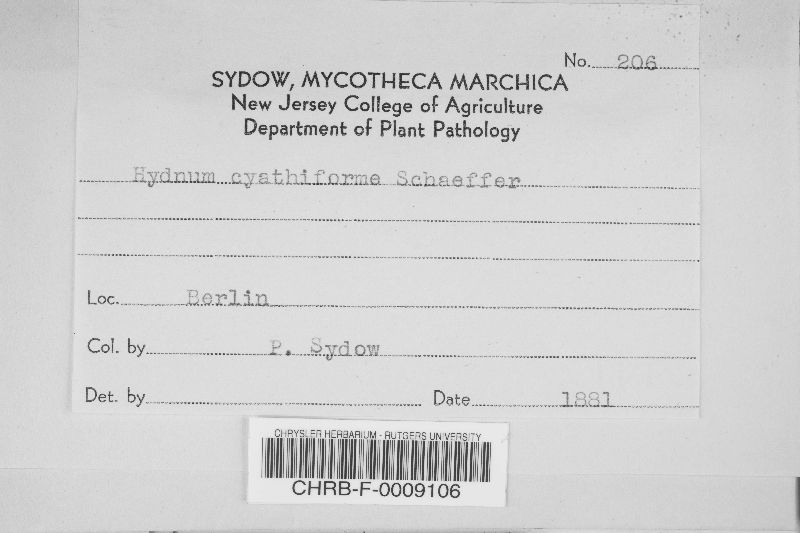 No. 206
SYDOW, MYCOTHECA MARCHICA
New Jersey College of Agriculture
Department of Plant Pathology
Hydnum cyathiforme Schaeffer
Loc. Berlin
Col. by P. Sydow
Det. by Date 1881
CHRYSLER HERBARIUM - RUTGERS UNIVERSITY
CHRB-F-0009106